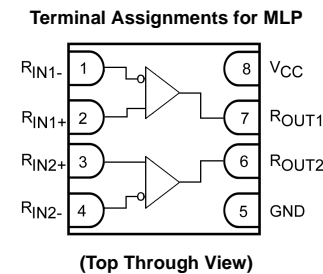 Terminal Assignments for MLP
RIN1- 1 8 VCC
RIN1+ 2 7 ROUT1
RIN2+ 3 6 ROUT2
RIN2- 4 5 GND
(Top Through View)